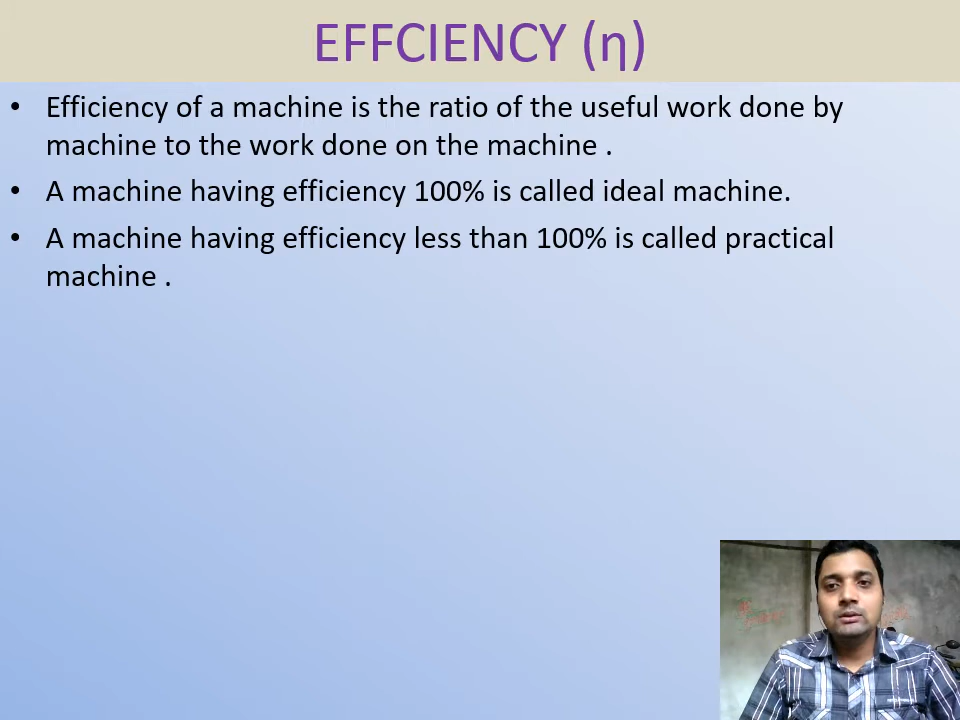 EFFCIENCY (η)
• Efficiency of a machine is the ratio of the useful work done by
machine to the work done on the machine .
• A machine having efficiency 100% is called ideal machine.
• A machine having efficiency less than 100% is called practical
machine .